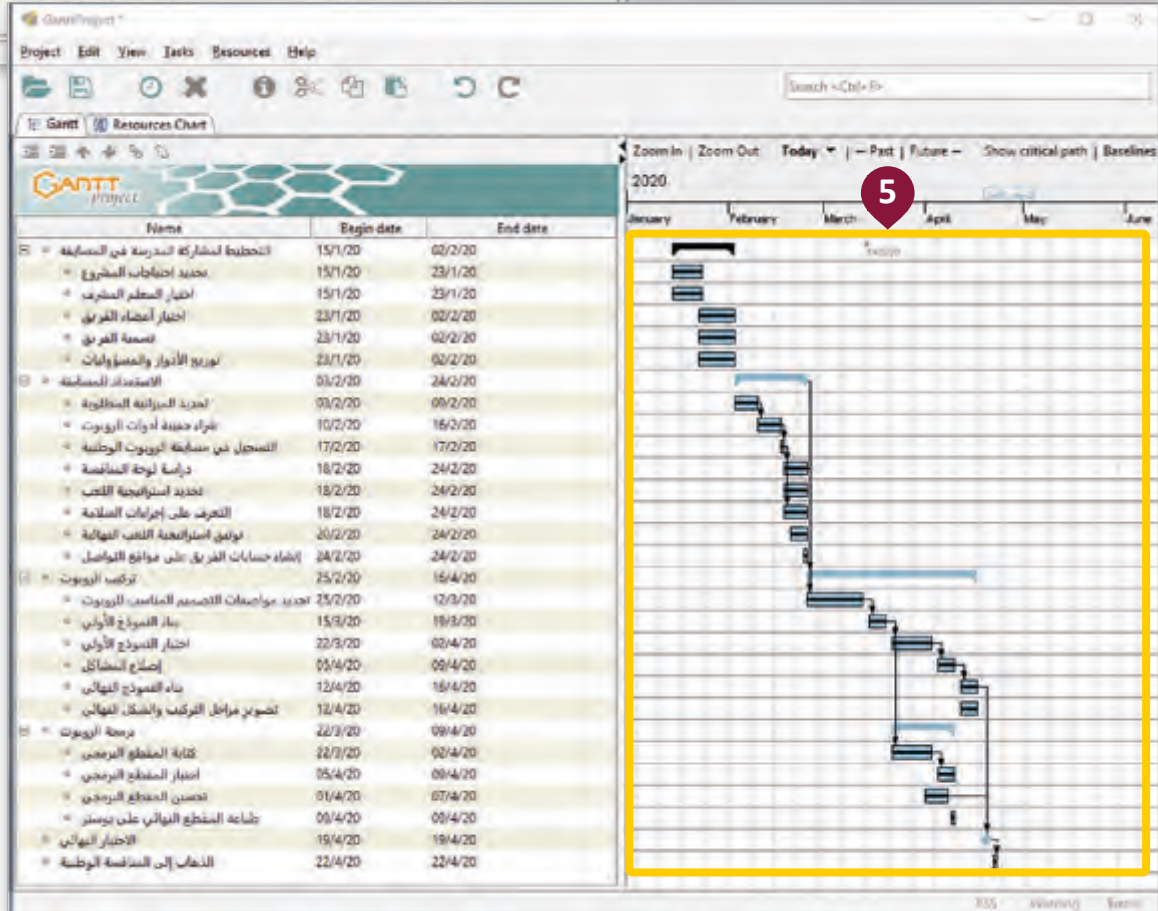 GanttProject *
Project Edit View Tasks Resources Help
Search <Ctrl+F>
Gantt Resources Chart
Zoom In | Zoom Out Today | ← Past | Future → Show critical path | Baselines
GANTT project
2020
5
January February March April May June
Name Begin date End date
التخطيط لمشاركة المدرسة في المسابقة 15/1/20 02/2/20
تحديد احتياجات المشروع 15/1/20 23/1/20
اختيار المعلم المشرف 15/1/20 23/1/20
اختيار أعضاء الفريق 23/1/20 02/2/20
تسمية الفريق 23/1/20 02/2/20
توزيع الأدوار والمسؤوليات 23/1/20 02/2/20
الاستعداد للمسابقة 03/2/20 24/2/20
تحديد الميزانية المطلوبة 03/2/20 09/2/20
شراء حقيبة أدوات الروبوت 10/2/20 16/2/20
التسجيل في مسابقة الروبوت الوطنية 17/2/20 17/2/20
دراسة لوحة المنافسة 18/2/20 24/2/20
تحديد استراتيجية اللعب 18/2/20 24/2/20
التعرف على إجراءات السلامة 18/2/20 24/2/20
توثيق استراتيجية اللعب النهائية 20/2/20 24/2/20
إنشاء حسابات الفريق على مواقع التواصل 24/2/20 24/2/20
تركيب الروبوت 25/2/20 16/4/20
تحديد مواصفات التصميم المناسب للروبوت 25/2/20 12/3/20
بناء النموذج الأولي 15/3/20 19/3/20
اختبار النموذج الأولي 22/3/20 02/4/20
إصلاح المشاكل 05/4/20 09/4/20
بناء النموذج النهائي 12/4/20 16/4/20
تصوير مراحل التركيب والشكل النهائي 12/4/20 16/4/20
برمجة الروبوت 22/3/20 09/4/20
كتابة المقطع البرمجي 22/3/20 02/4/20
اختبار المقطع البرمجي 05/4/20 09/4/20
تحسين المقطع البرمجي 01/4/20 07/4/20
طباعة المقطع النهائي على بوستر 09/4/20 09/4/20
الاختبار النهائي 19/4/20 19/4/20
الذهاب إلى المنافسة الوطنية 22/4/20 22/4/20
RSS Warning Errors